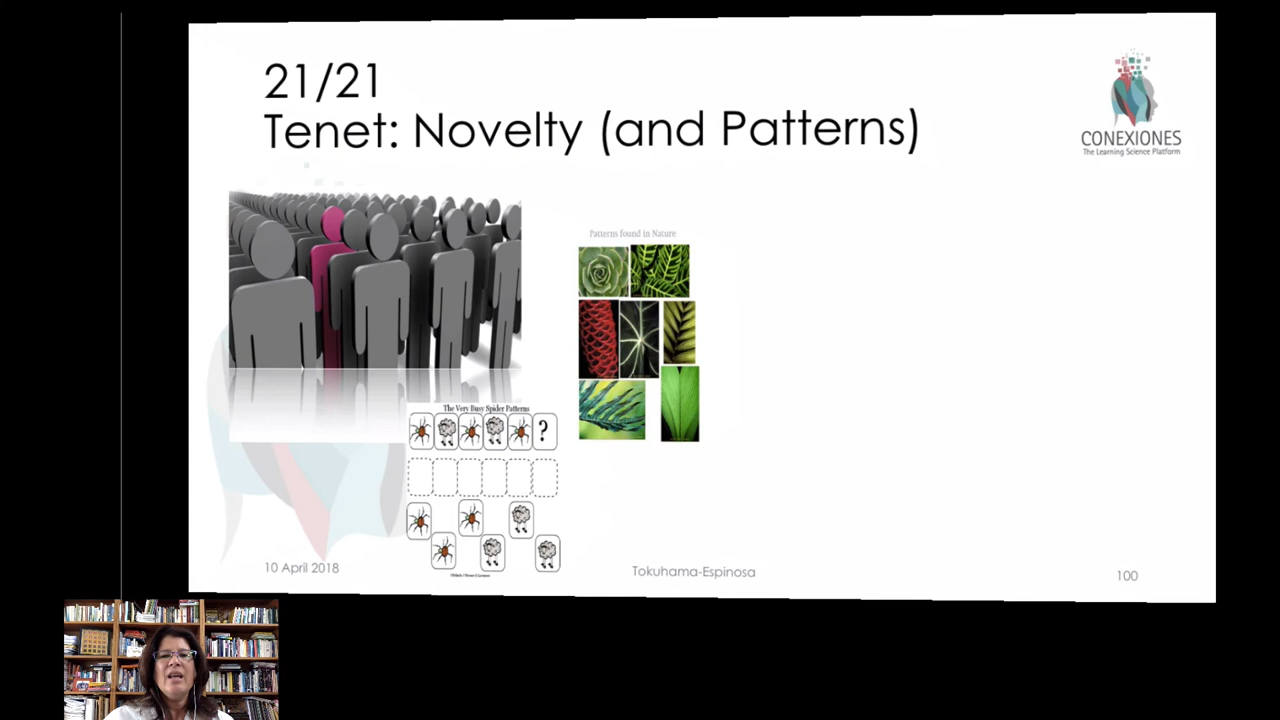 21/21
Tenet: Novelty (and Patterns)
CONEXIONES
The Learning Science Platform
Patterns found in Nature
The Very Busy Spider Patterns
?
10 April 2018
Tokuhama-Espinosa
100